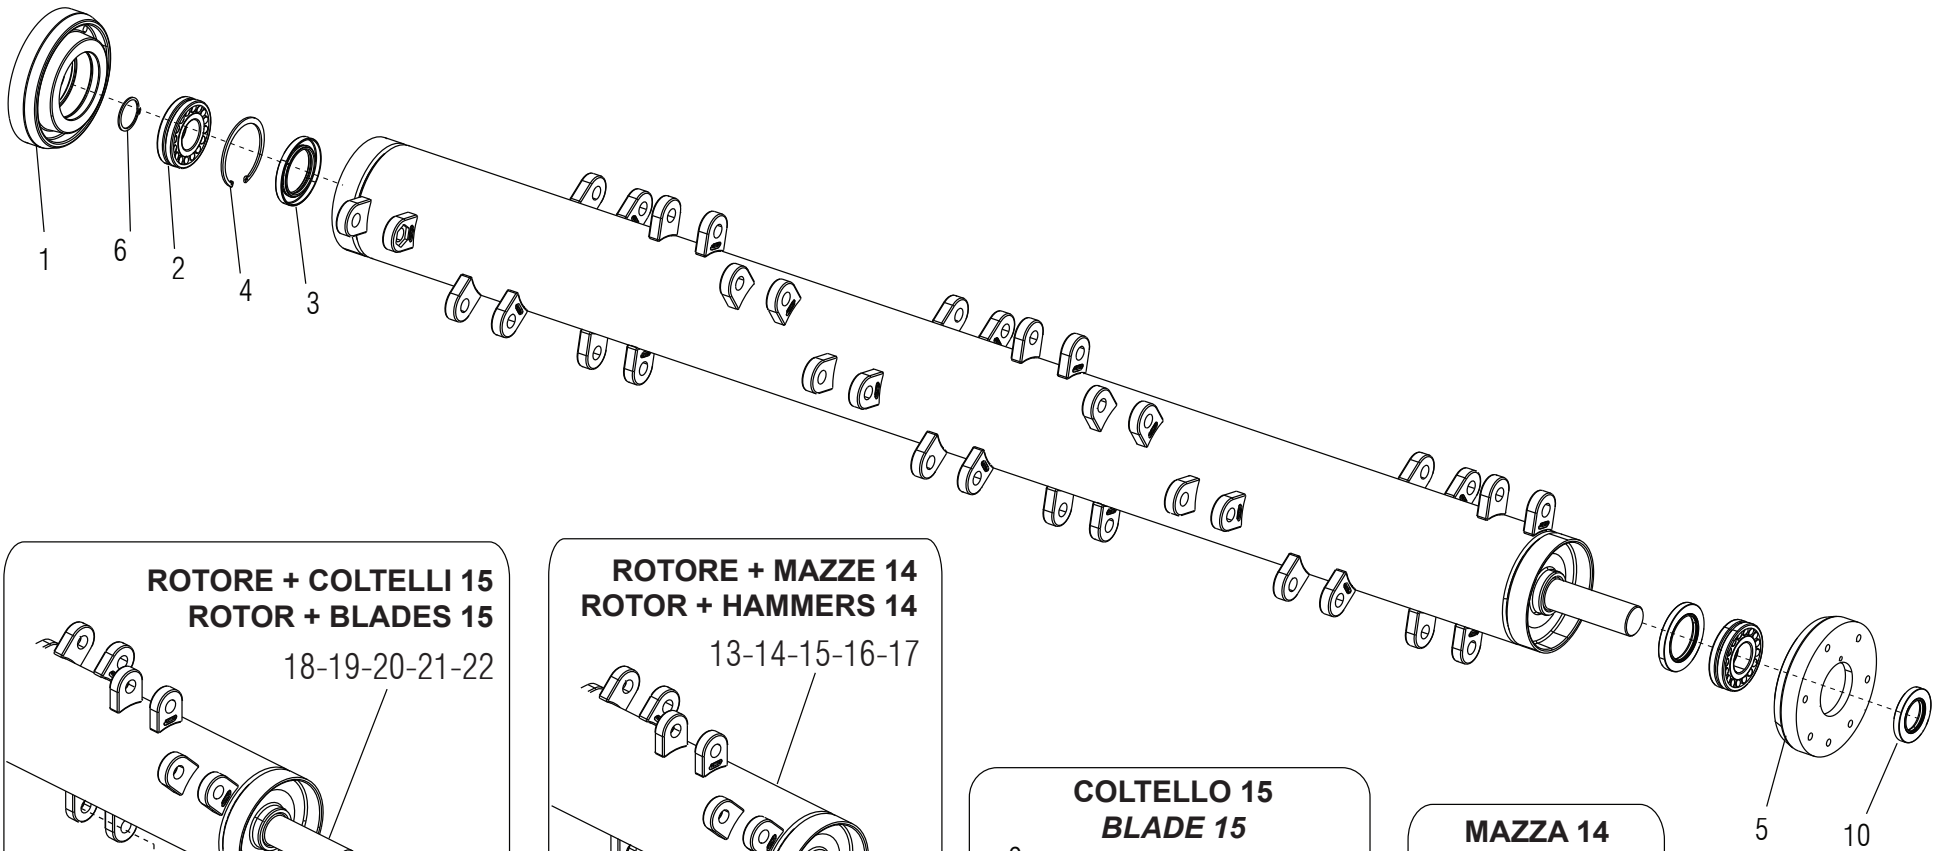 1
6
2
4
3
ROTORE + COLTELLI 15
ROTOR + BLADES 15
18-19-20-21-22
ROTORE + MAZZE 14
ROTOR + HAMMERS 14
13-14-15-16-17
COLTELLO 15
BLADE 15
MAZZA 14
5
10